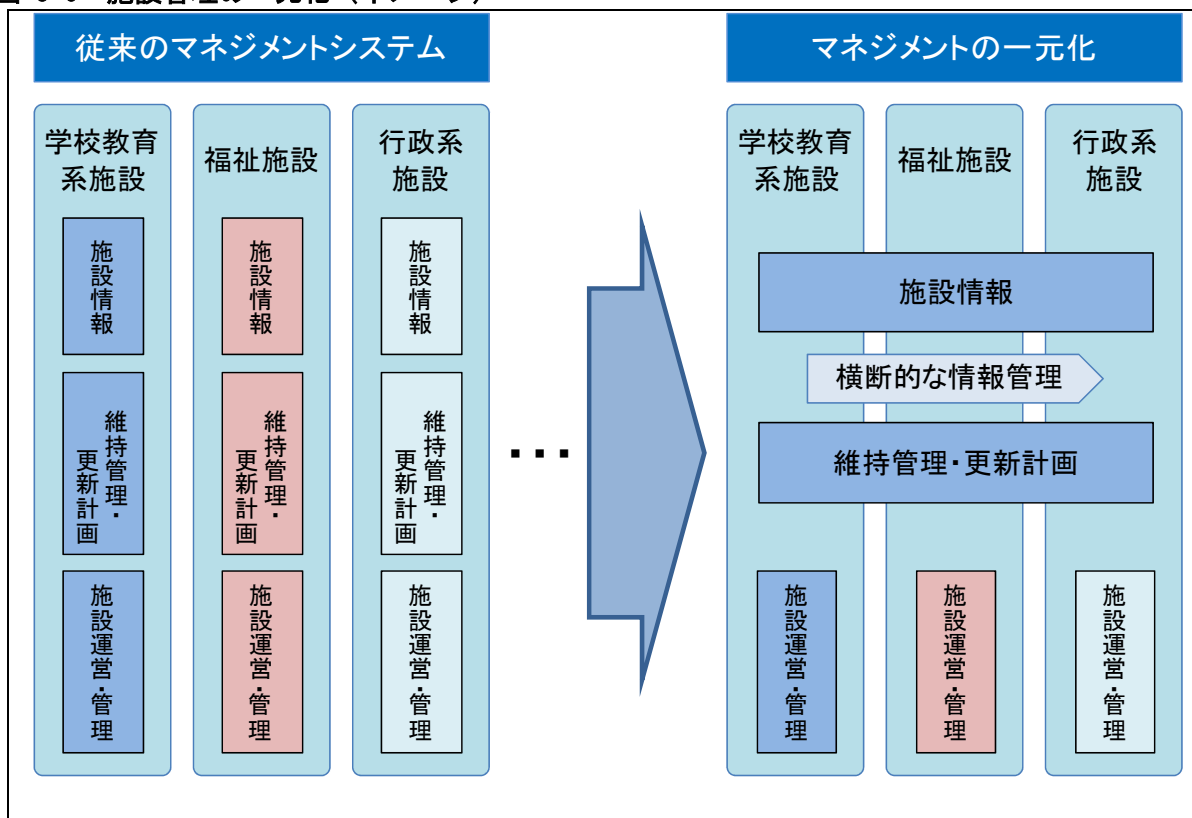 従来のマネジメントシステム
学校教育
系施設
福祉施設
行政系
施設
施設情報
施設情報
施設情報
維持管理・
更新計画
維持管理・
更新計画
維持管理・
更新計画
施設運営・管理
施設運営・管理
施設運営・管理
・・・
マネジメントの一元化
学校教育
系施設
福祉施設
行政系
施設
施設情報
横断的な情報管理
維持管理・更新計画
施設運営・管理
施設運営・管理
施設運営・管理